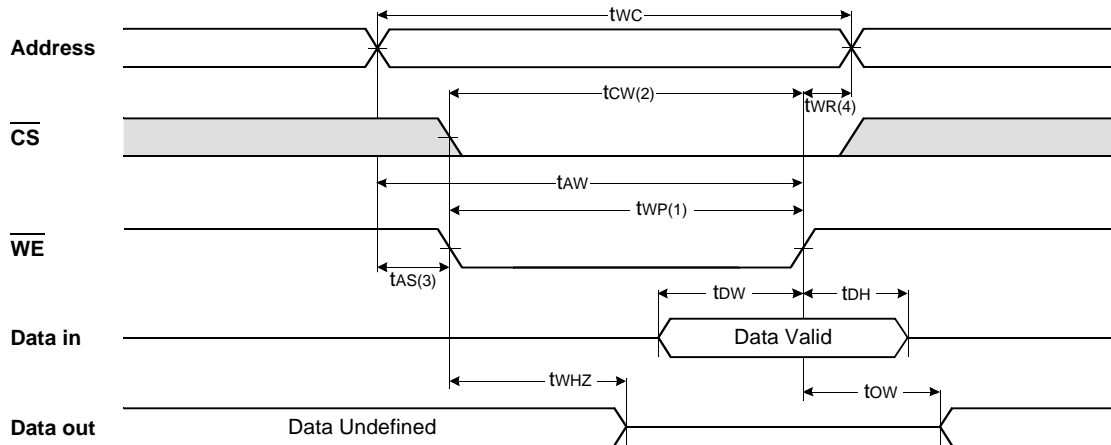 tWC
Address
tCW(2)
tWR(4)
CS
tAW
tWP(1)
WE
tAS(3)
tDW
tDH
Data in
Data Valid
tWHZ
tOW
Data out
Data Undefined